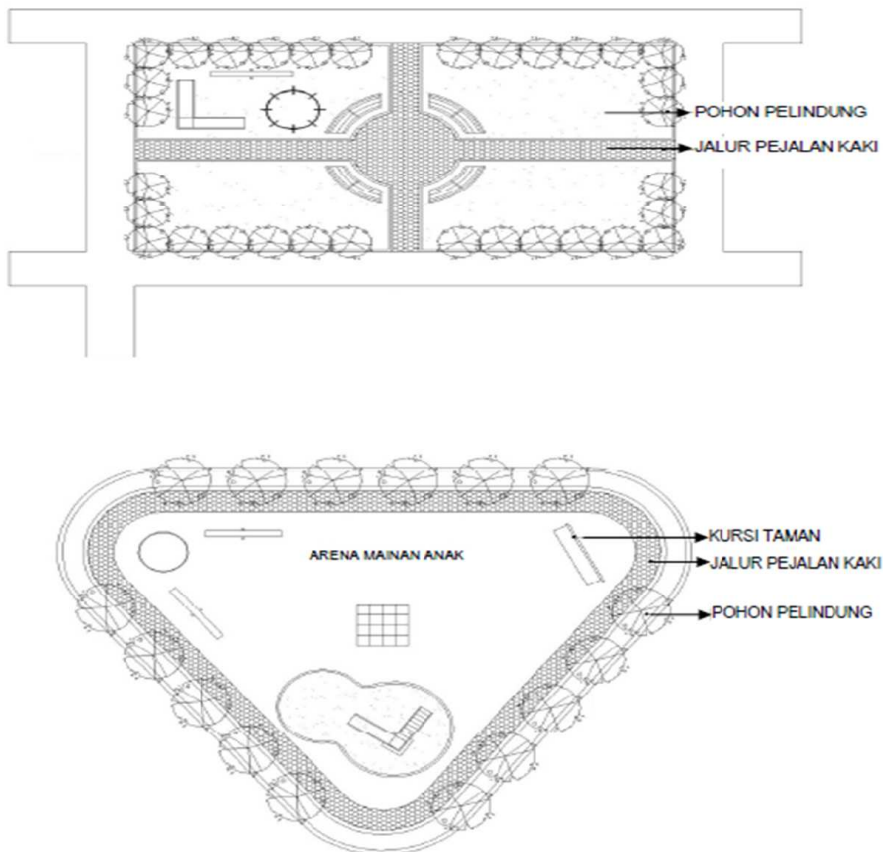 POHON PELINDUNG
JALUR PEJALAN KAKI
ARENA MAINAN ANAK
KURSI TAMAN
JALUR PEJALAN KAKI
POHON PELINDUNG